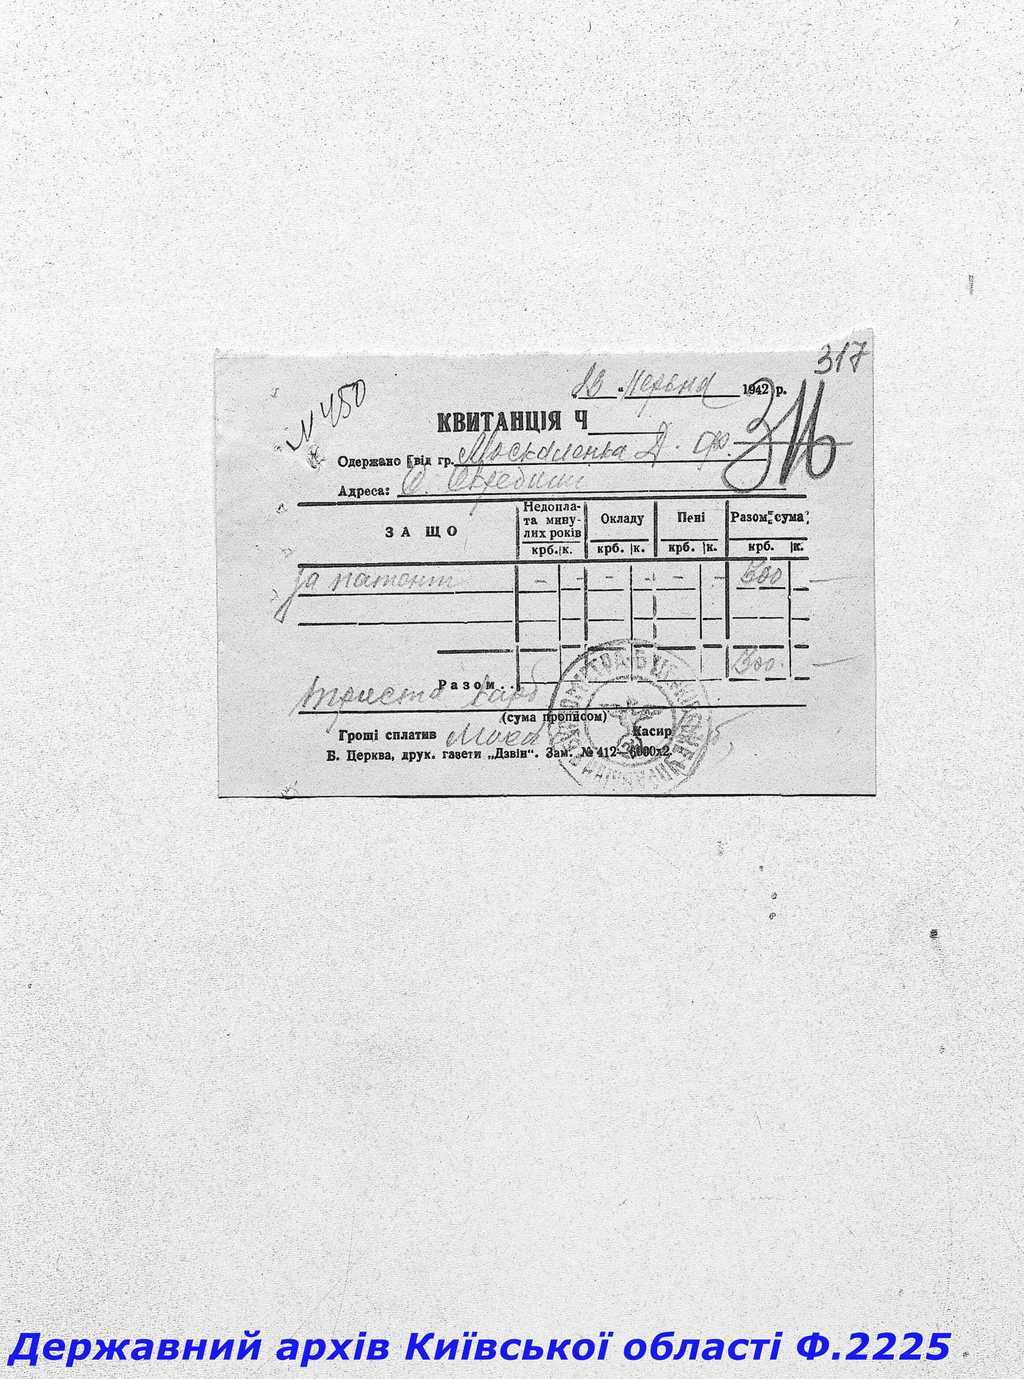 317
№ 450
23 „ Червня 1942 р.
КВИТАНЦІЯ Ч
316
Одержано від гр. Москаленка Д. Ф.
Адреса: с.
ЗА ЩО
Недоплата минулих років
Окладу
Пені
Разом сума
крб. к. крб. к. крб. к. крб. к.
за патент - - - - - - 300 —
Разом . . 300. —
триста карб
(сума прописом)
Гроші сплатив Моска Касир
Б. Церква, друк. газети „Дзвін“. Зам. № 412—6000х2.
Державний архів Київської області Ф.2225